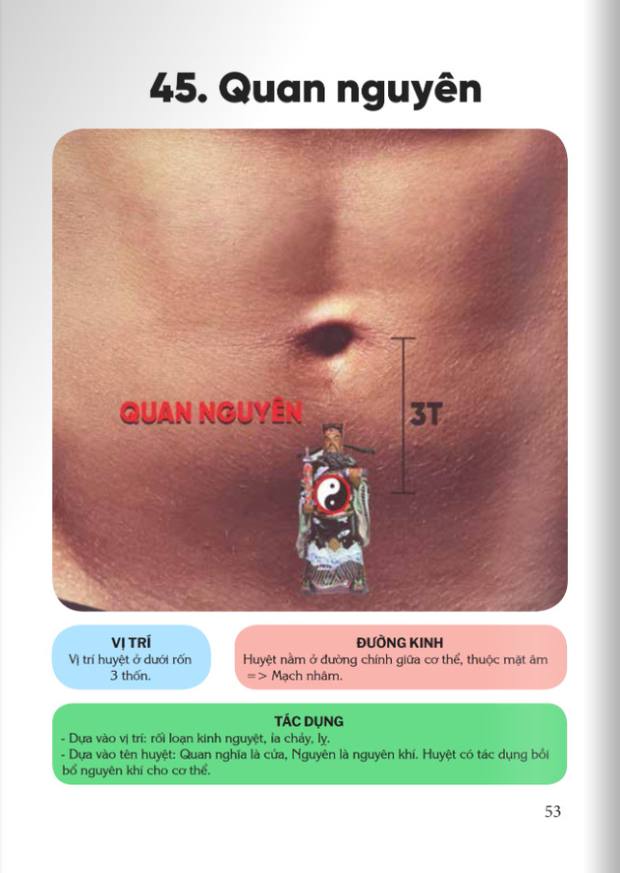 45. Quan nguyên
QUAN NGUYÊN
3T
VỊ TRÍ
Vị trí huyệt ở dưới rốn
3 thốn.
ĐƯỜNG KINH
Huyệt nằm ở đường chính giữa cơ thể, thuộc mặt âm
=> Mạch nhâm.
TÁC DỤNG
- Dựa vào vị trí: rối loạn kinh nguyệt, ỉa chảy, lỵ.
- Dựa vào tên huyệt: Quan nghĩa là cửa, Nguyên là nguyên khí. Huyệt có tác dụng bồi
bổ nguyên khí cho cơ thể.
53